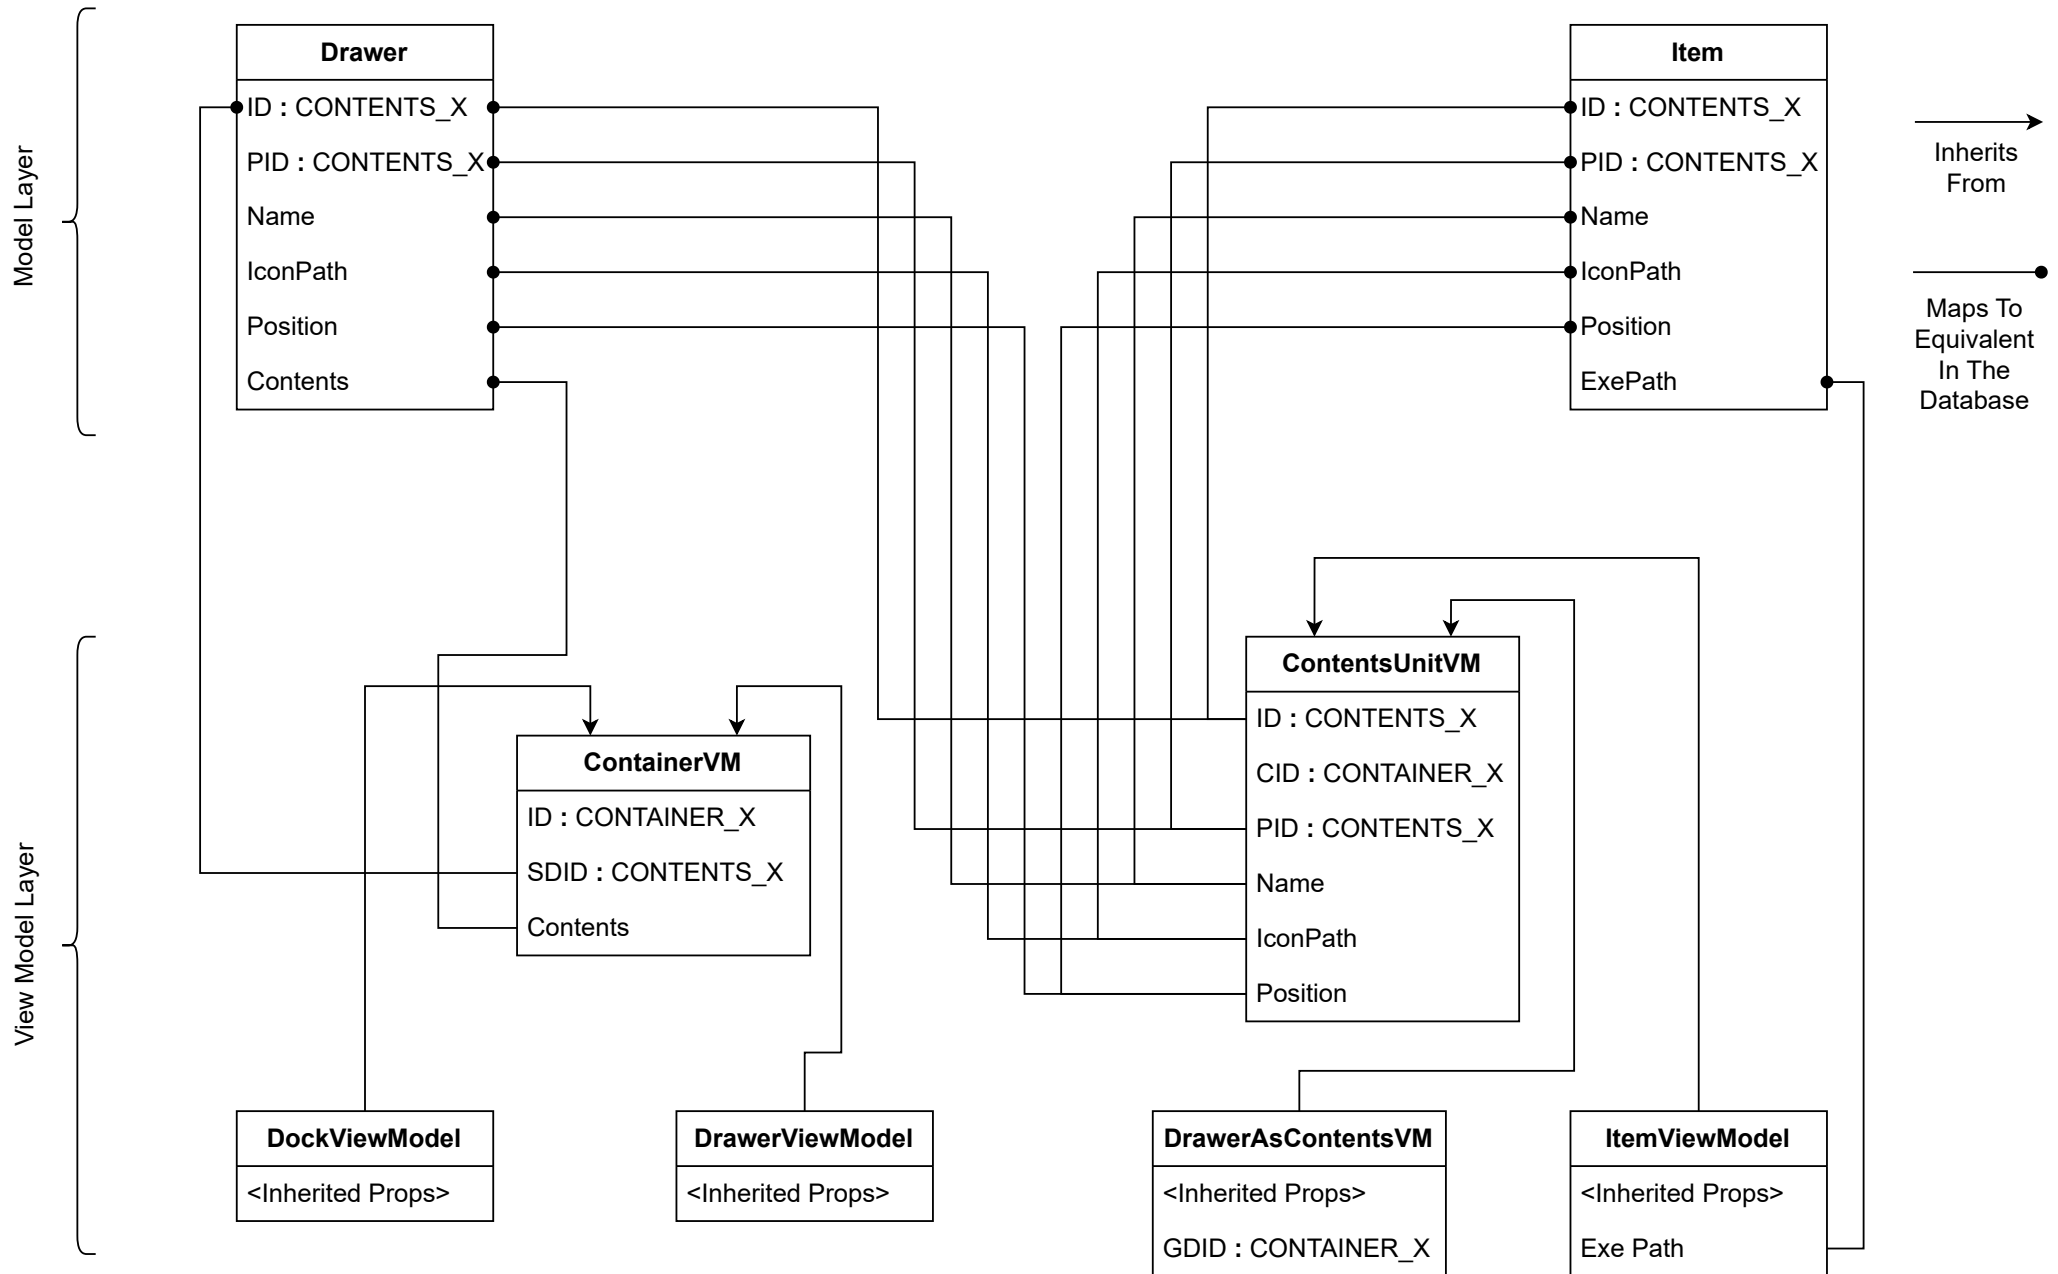 Model Layer
Drawer
ID : CONTENTS_X
PID : CONTENTS_X
Name
IconPath
Position
Contents
Item
ID : CONTENTS_X
PID : CONTENTS_X
Name
IconPath
Position
ExePath
Inherits
From
Maps To
Equivalent
In The
Database
View Model Layer
ContainerVM
ID : CONTAINER_X
SDID : CONTENTS_X
Contents
ContentsUnitVM
ID : CONTENTS_X
CID : CONTAINER_X
PID : CONTENTS_X
Name
IconPath
Position
DockViewModel
<Inherited Props>
DrawerViewModel
<Inherited Props>
DrawerAsContentsVM
<Inherited Props>
GDID : CONTAINER_X
ItemViewModel
<Inherited Props>
Exe Path